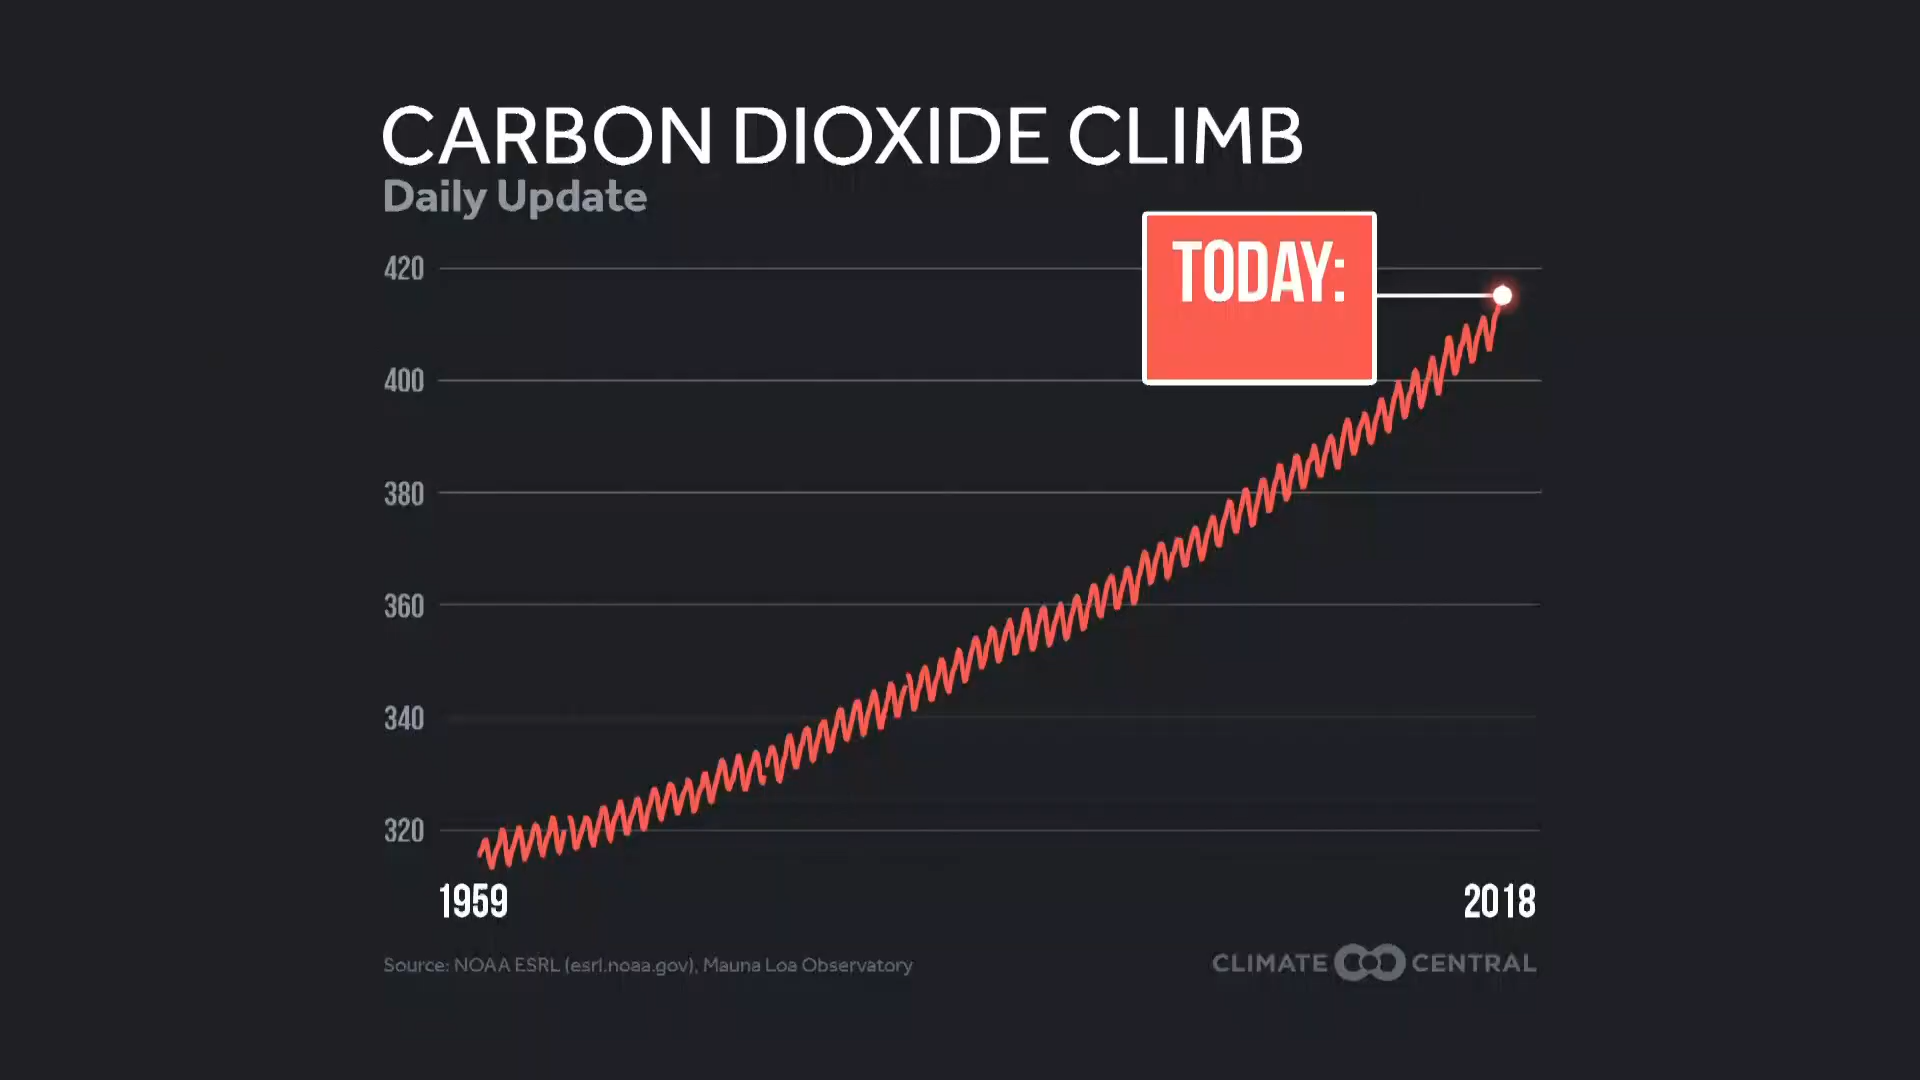 CARBON DIOXIDE CLIMB
Daily Update
TODAY:
420
400
380
360
340
320
1959
2018
Source: NOAA ESRL (esrl.noaa.gov), Mauna Loa Observatory
CLIMATE CENTRAL